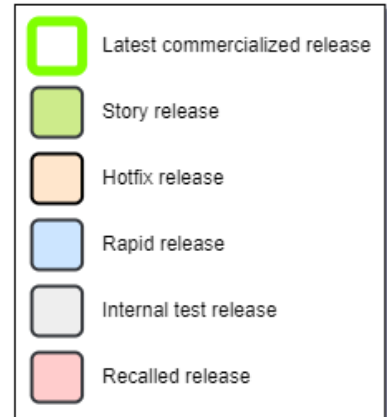 Latest commercialized release
Story release
Hotfix release
Rapid release
Internal test release
Recalled release